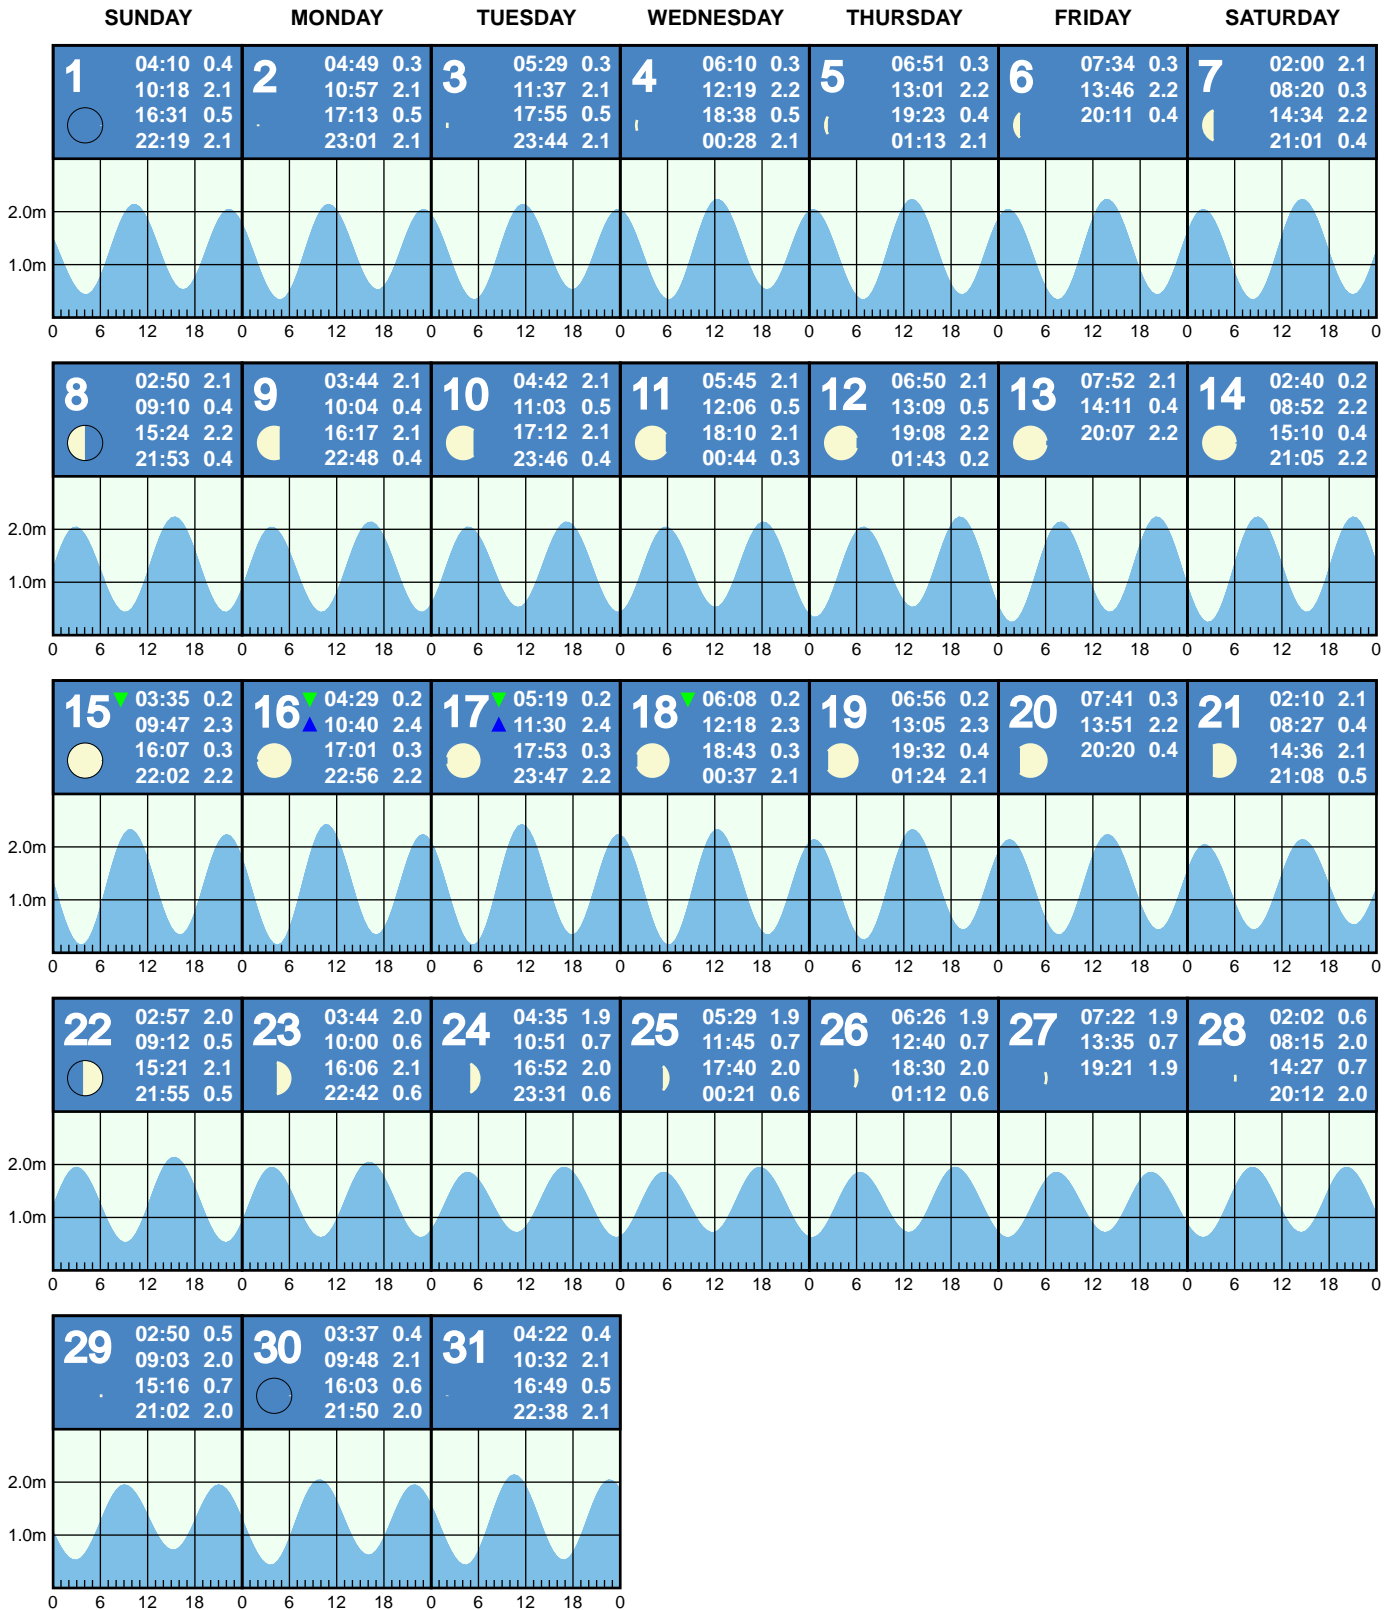 SUNDAY MONDAY TUESDAY WEDNESDAY THURSDAY FRIDAY SATURDAY
1 04:10 0.4
10:18 2.1
16:31 0.5
22:19 2.1
2 04:49 0.3
10:57 2.1
17:13 0.5
23:01 2.1
3 05:29 0.3
11:37 2.1
17:55 0.5
23:44 2.1
4 06:10 0.3
12:19 2.2
18:38 0.5
00:28 2.1
5 06:51 0.3
13:01 2.2
19:23 0.4
01:13 2.1
6 07:34 0.3
13:46 2.2
20:11 0.4
7 02:00 2.1
08:20 0.3
14:34 2.2
21:01 0.4
2.0m
1.0m
0 6 12 18 0 6 12 18 0 6 12 18 0 6 12 18 0 6 12 18 0 6 12 18 0 6 12 18 0
8 02:50 2.1
09:10 0.4
15:24 2.2
21:53 0.4
9 03:44 2.1
10:04 0.4
16:17 2.1
22:48 0.4
10 04:42 2.1
11:03 0.5
17:12 2.1
23:46 0.4
11 05:45 2.1
12:06 0.5
18:10 2.1
00:44 0.3
12 06:50 2.1
13:09 0.5
19:08 2.2
01:43 0.2
13 07:52 2.1
14:11 0.4
20:07 2.2
14 02:40 0.2
08:52 2.2
15:10 0.4
21:05 2.2
2.0m
1.0m
0 6 12 18 0 6 12 18 0 6 12 18 0 6 12 18 0 6 12 18 0 6 12 18 0 6 12 18 0
15 03:35 0.2
09:47 2.3
16:07 0.3
22:02 2.2
16 04:29 0.2
10:40 2.4
17:01 0.3
22:56 2.2
17 05:19 0.2
11:30 2.4
17:53 0.3
23:47 2.2
18 06:08 0.2
12:18 2.3
18:43 0.3
00:37 2.1
19 06:56 0.2
13:05 2.3
19:32 0.4
01:24 2.1
20 07:41 0.3
13:51 2.2
20:20 0.4
21 02:10 2.1
08:27 0.4
14:36 2.1
21:08 0.5
2.0m
1.0m
0 6 12 18 0 6 12 18 0 6 12 18 0 6 12 18 0 6 12 18 0 6 12 18 0 6 12 18 0
22 02:57 2.0
09:12 0.5
15:21 2.1
21:55 0.5
23 03:44 2.0
10:00 0.6
16:06 2.1
22:42 0.6
24 04:35 1.9
10:51 0.7
16:52 2.0
23:31 0.6
25 05:29 1.9
11:45 0.7
17:40 2.0
00:21 0.6
26 06:26 1.9
12:40 0.7
18:30 2.0
01:12 0.6
27 07:22 1.9
13:35 0.7
19:21 1.9
28 02:02 0.6
08:15 2.0
14:27 0.7
20:12 2.0
2.0m
1.0m
0 6 12 18 0 6 12 18 0 6 12 18 0 6 12 18 0 6 12 18 0 6 12 18 0 6 12 18 0
29 02:50 0.5
09:03 2.0
15:16 0.7
21:02 2.0
30 03:37 0.4
09:48 2.1
16:03 0.6
21:50 2.0
31 04:22 0.4
10:32 2.1
16:49 0.5
22:38 2.1
2.0m
1.0m
0 6 12 18 0 6 12 18 0 6 12 18 0